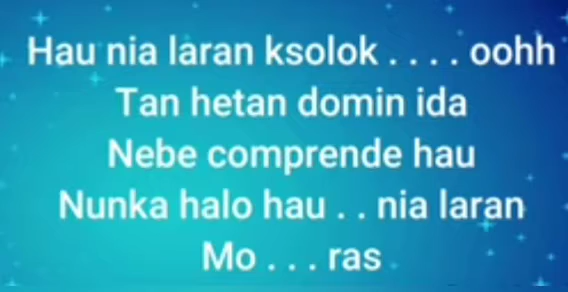 Hau nia laran ksolok . . . . oohh
Tan hetan domin ida
Nebe comprende hau
Nunka halo hau . . nia laran
Mo . . . ras